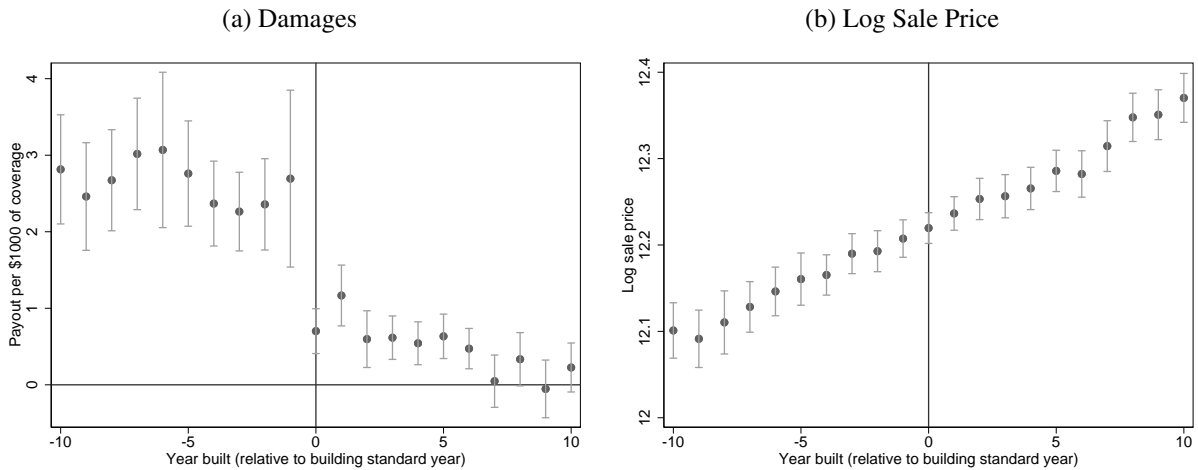 (a) Damages
Payout per $1000 of coverage
4
3
2
1
0
-10 -5 0 5 10
Year built (relative to building standard year)
(b) Log Sale Price
Log sale price
12.4
12.3
12.2
12.1
12
-10 -5 0 5 10
Year built (relative to building standard year)